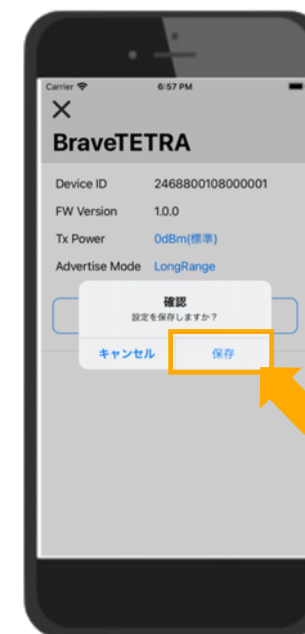 Carrier 6:57 PM
BraveTETRA
Device ID 2468800108000001
FW Version 1.0.0
Tx Power 0dBm(標準)
Advertise Mode LongRange
確認
設定を保存しますか？
キャンセル 保存